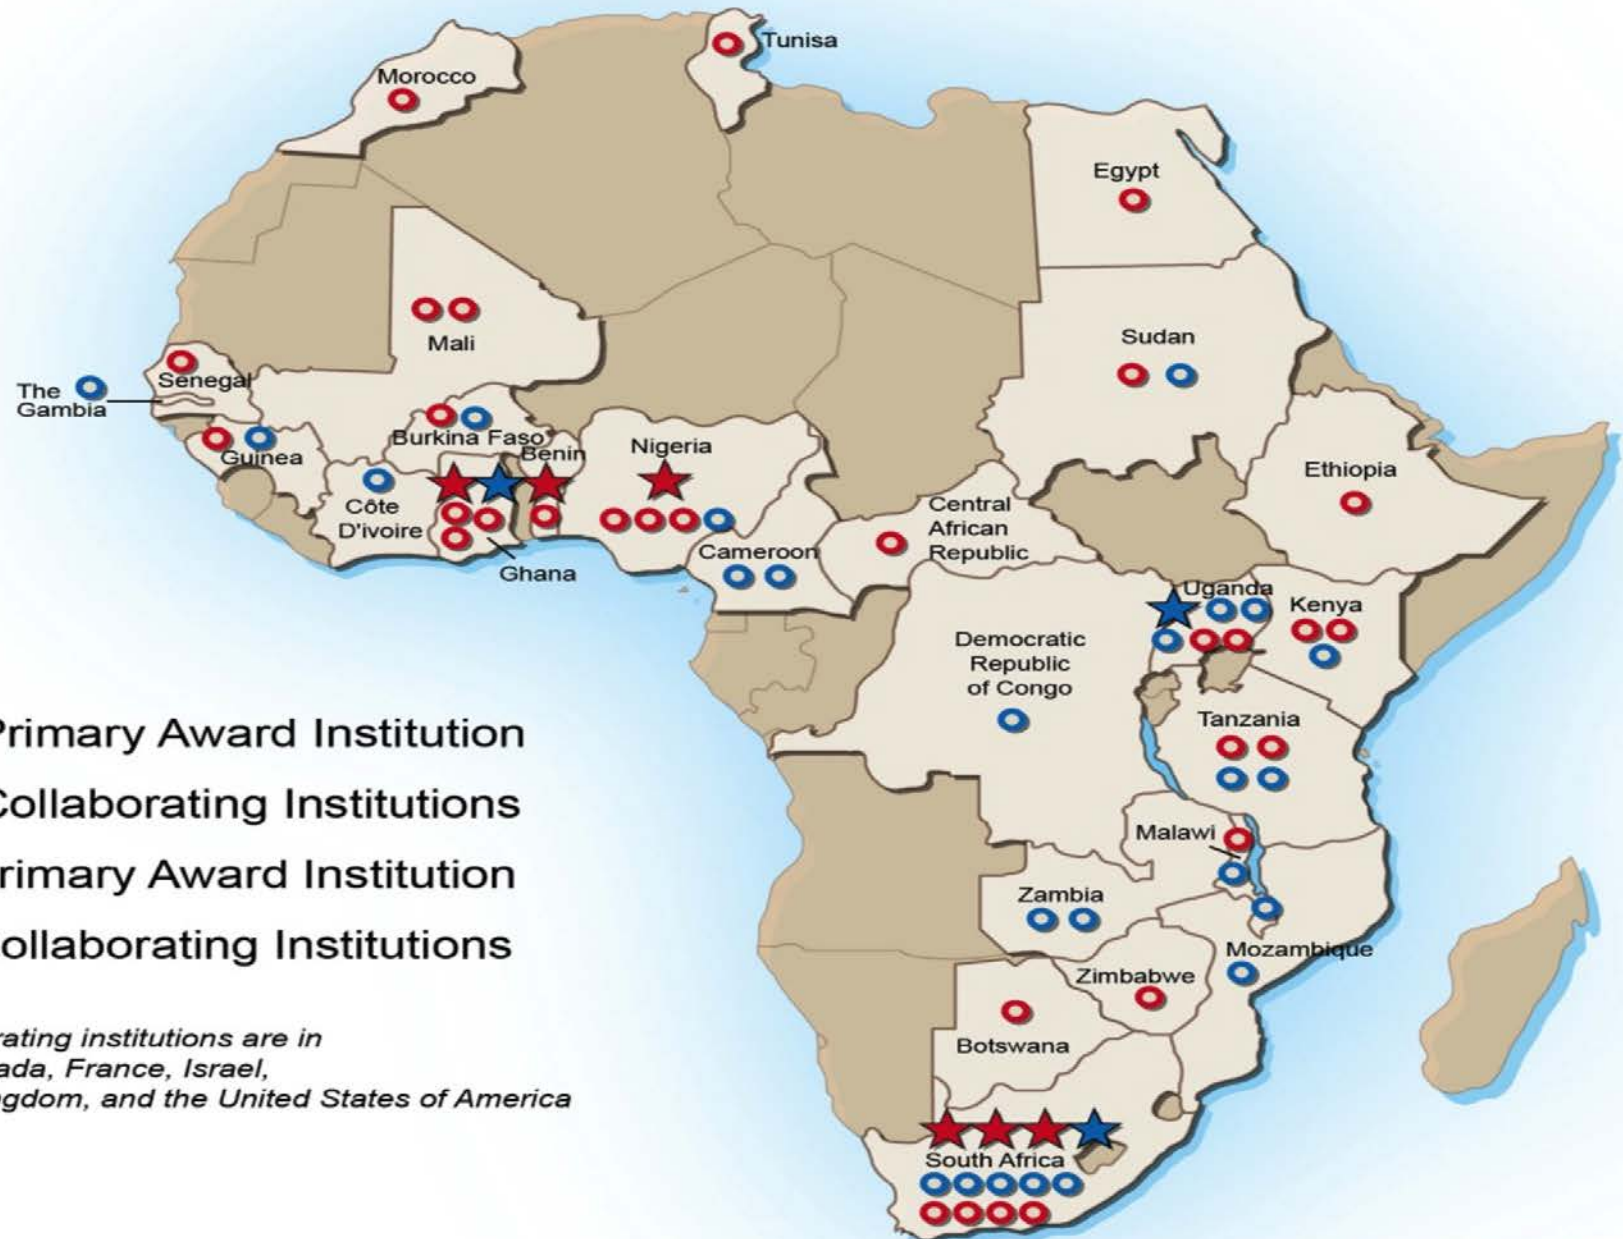 Tunisa
Morocco
Egypt
Mali
Sudan
Senegal
The
Gambia
Burkina Faso
Guinea
Benin
Nigeria
Ethiopia
Côte
D'ivoire
Central
African
Republic
Cameroon
Ghana
Uganda
Kenya
Democratic
Republic
of Congo
Tanzania
Primary Award Institution
Collaborating Institutions
Malawi
rimary Award Institution
Zambia
ollaborating Institutions
Mozambique
Zimbabwe
Botswana
rating institutions are in
ada, France, Israel,
gdom, and the United States of America
South Africa